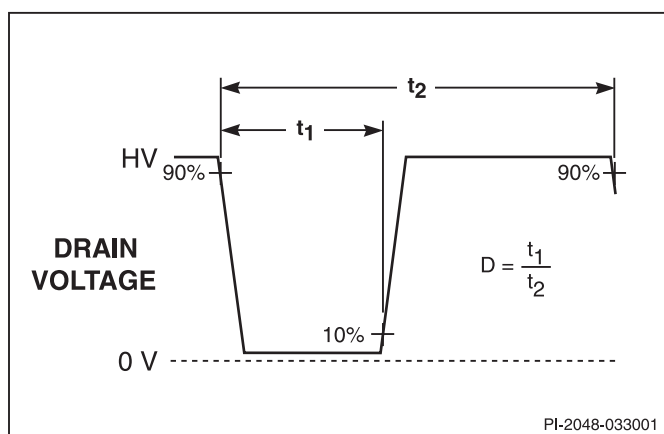 t2
t1
HV
90%
90%
DRAIN
VOLTAGE
D = t1/t2
10%
0 V
PI-2048-033001